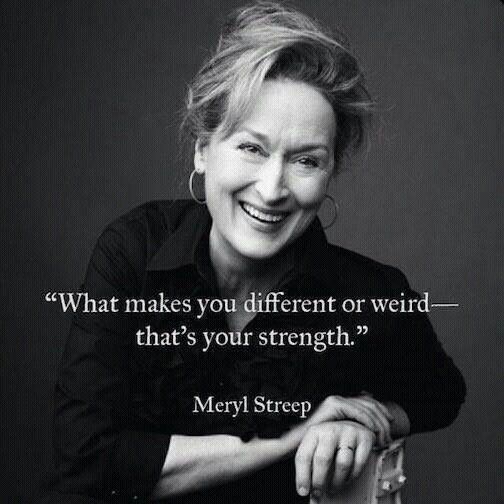 “What makes you different or weird—
that’s your strength.”
Meryl Streep